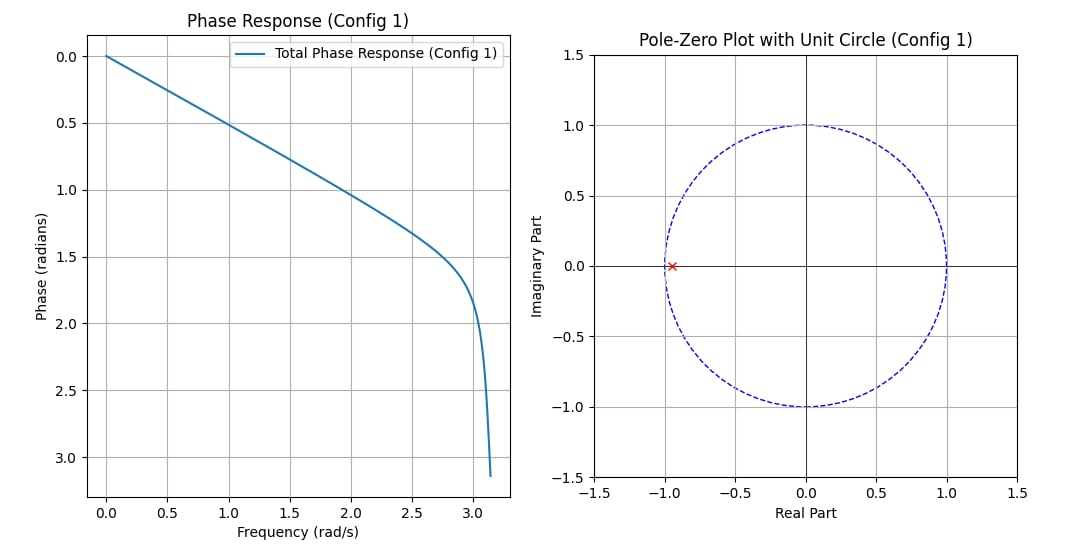 Phase Response (Config 1)
Total Phase Response (Config 1)
0.0
0.5
1.0
1.5
2.0
2.5
3.0
Phase (radians)
0.0 0.5 1.0 1.5 2.0 2.5 3.0
Frequency (rad/s)
Pole-Zero Plot with Unit Circle (Config 1)
1.5
1.0
0.5
0.0
−0.5
−1.0
−1.5
Imaginary Part
−1.5 −1.0 −0.5 0.0 0.5 1.0 1.5
Real Part